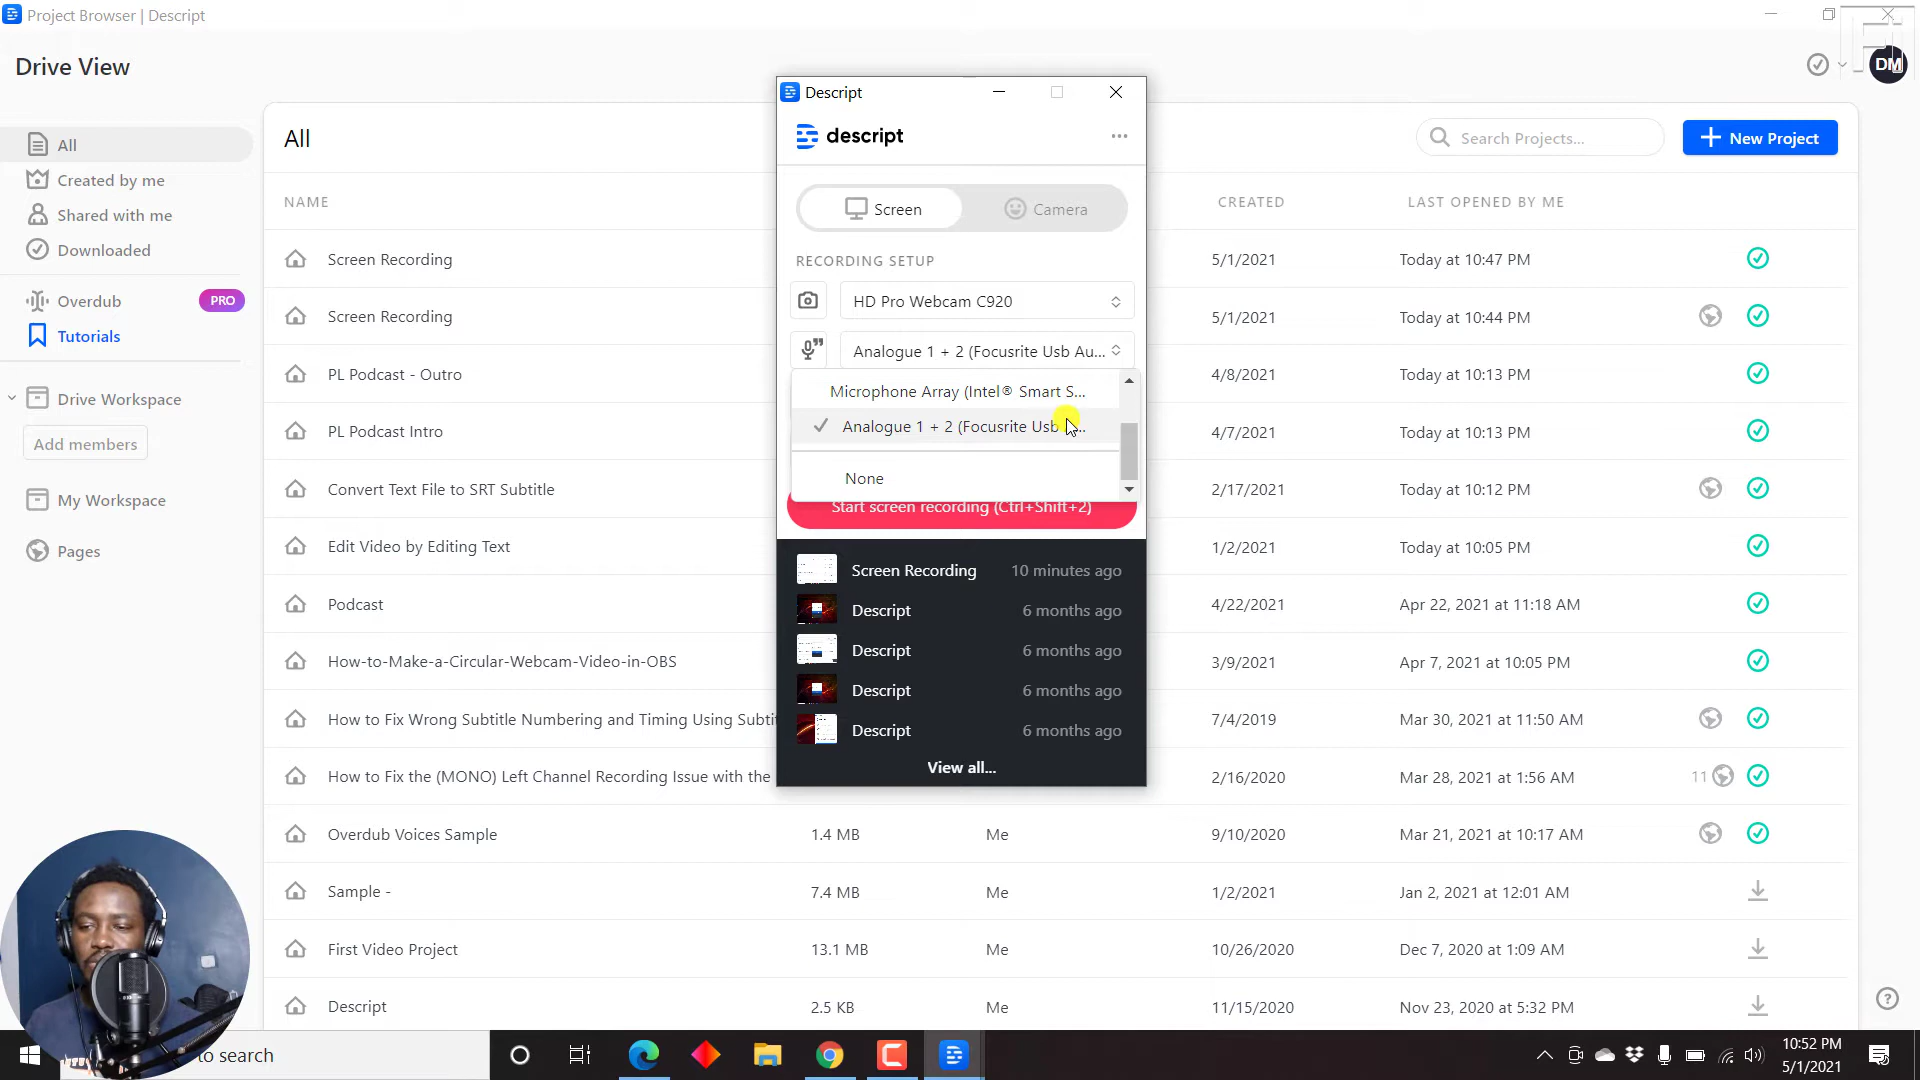 Project Browser | Descript
Drive View
DM
All
Created by me
Shared with me
Downloaded
Overdub PRO
Tutorials
Drive Workspace
Add members
My Workspace
Pages
All
Search Projects...
New Project
NAME
CREATED
LAST OPENED BY ME
Screen Recording 5/1/2021 Today at 10:47 PM
Screen Recording 5/1/2021 Today at 10:44 PM
PL Podcast - Outro 4/8/2021 Today at 10:13 PM
PL Podcast Intro 4/7/2021 Today at 10:13 PM
Convert Text File to SRT Subtitle 2/17/2021 Today at 10:12 PM
Edit Video by Editing Text 1/2/2021 Today at 10:05 PM
Podcast 4/22/2021 Apr 22, 2021 at 11:18 AM
How-to-Make-a-Circular-Webcam-Video-in-OBS 3/9/2021 Apr 7, 2021 at 10:05 PM
How to Fix Wrong Subtitle Numbering and Timing Using Subti 7/4/2019 Mar 30, 2021 at 11:50 AM
How to Fix the (MONO) Left Channel Recording Issue with the 2/16/2020 Mar 28, 2021 at 1:56 AM 11
Overdub Voices Sample 1.4 MB Me 9/10/2020 Mar 21, 2021 at 10:17 AM
Sample - 7.4 MB Me 1/2/2021 Jan 2, 2021 at 12:01 AM
First Video Project 13.1 MB Me 10/26/2020 Dec 7, 2020 at 1:09 AM
Descript 2.5 KB Me 11/15/2020 Nov 23, 2020 at 5:32 PM
Descript
descript
Screen
Camera
RECORDING SETUP
HD Pro Webcam C920
Analogue 1 + 2 (Focusrite Usb Au...
Microphone Array (Intel® Smart S...
Analogue 1 + 2 (Focusrite Usb ...
None
Start screen recording (Ctrl+Shift+2)
Screen Recording 10 minutes ago
Descript 6 months ago
Descript 6 months ago
Descript 6 months ago
Descript 6 months ago
View all...
to search
10:52 PM
5/1/2021